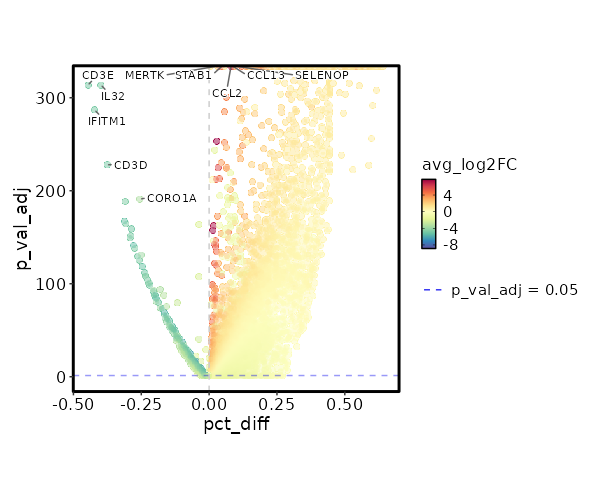 CD3E MERTK STAB1 CCL13 SELENOP
IL32 CCL2
IFITM1
CD3D
CORO1A
300
200
100
0
p_val_adj
-0.50 -0.25 0.00 0.25 0.50
pct_diff
avg_log2FC
4
0
-4
-8
p_val_adj = 0.05